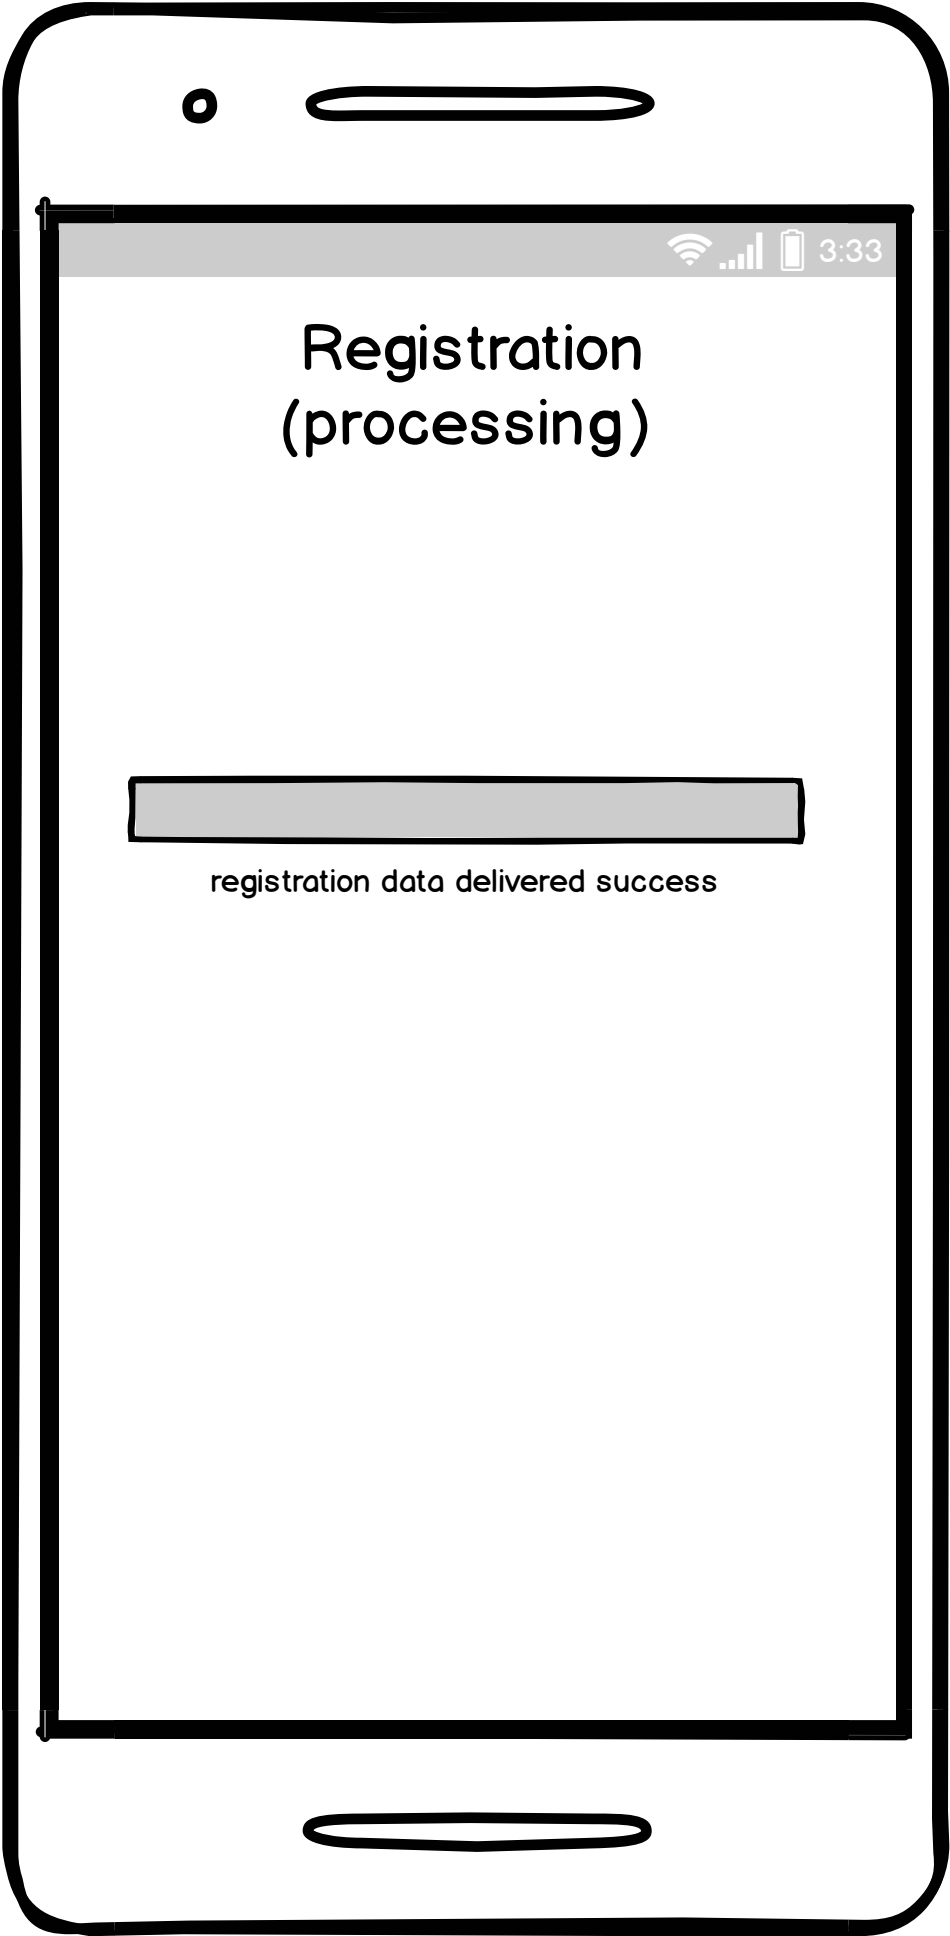 3:33
Registration
(processing)
registration data delivered success